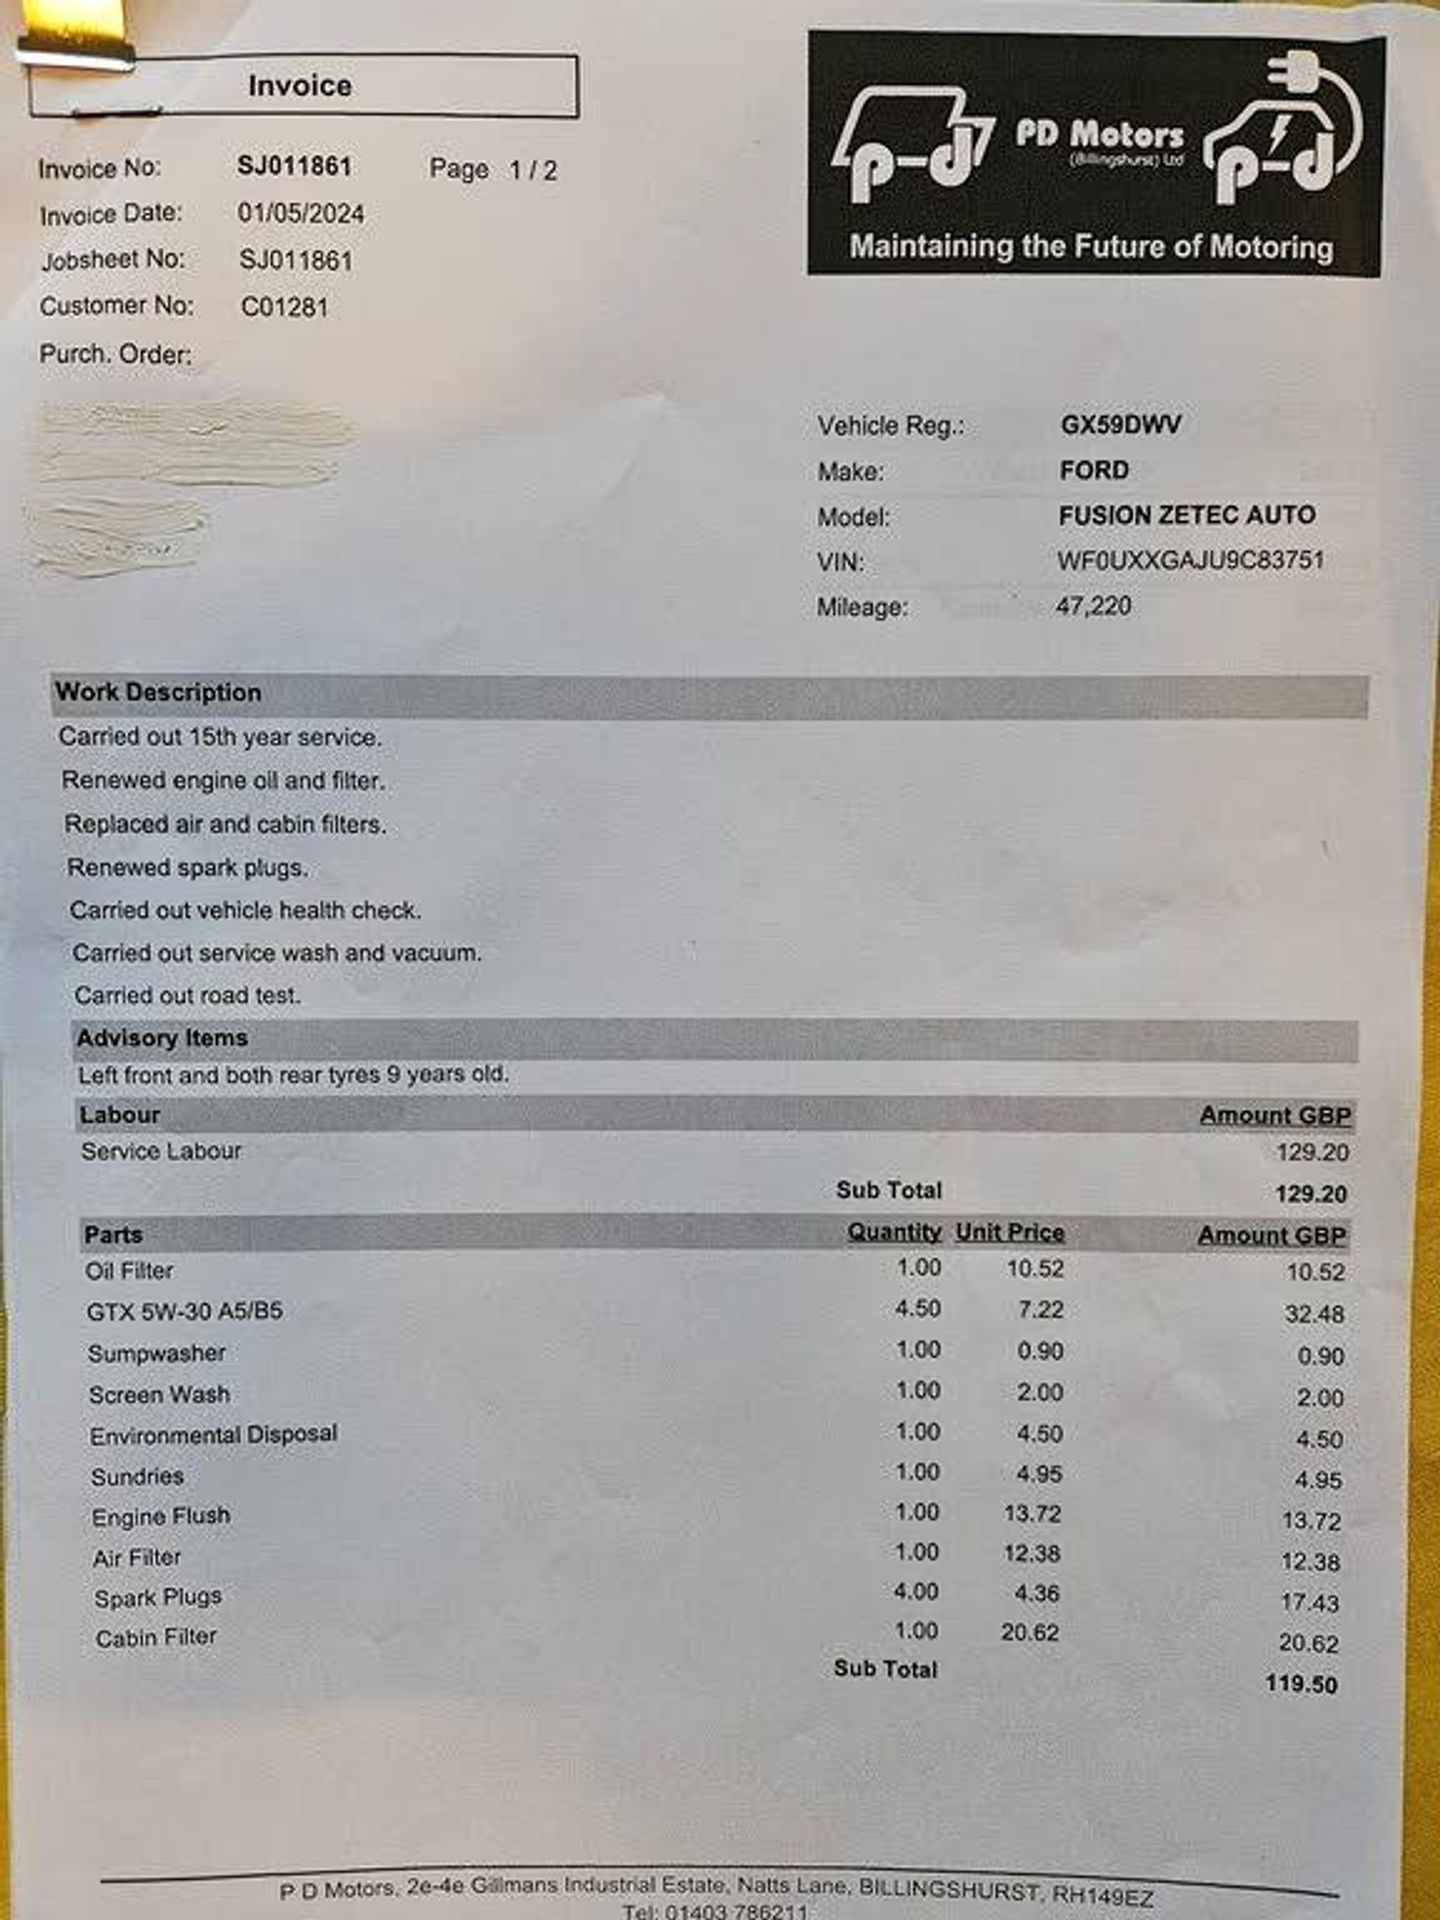 Invoice
Invoice No: SJ011861 Page 1 / 2
Invoice Date: 01/05/2024
Jobsheet No: SJ011861
Customer No: C01281
Purch. Order:
p-d PD Motors p-d
(Billingshurst) Ltd
Maintaining the Future of Motoring
Vehicle Reg.: GX59DWV
Make: FORD
Model: FUSION ZETEC AUTO
VIN: WF0UXXGAJU9C83751
Mileage: 47,220
Work Description
Carried out 15th year service.
Renewed engine oil and filter.
Replaced air and cabin filters.
Renewed spark plugs.
Carried out vehicle health check.
Carried out service wash and vacuum.
Carried out road test.
Advisory Items
Left front and both rear tyres 9 years old.
Labour Amount GBP
Service Labour 129.20
Sub Total 129.20
Parts Quantity Unit Price Amount GBP
Oil Filter 1.00 10.52 10.52
GTX 5W-30 A5/B5 4.50 7.22 32.48
Sumpwasher 1.00 0.90 0.90
Screen Wash 1.00 2.00 2.00
Environmental Disposal 1.00 4.50 4.50
Sundries 1.00 4.95 4.95
Engine Flush 1.00 13.72 13.72
Air Filter 1.00 12.38 12.38
Spark Plugs 4.00 4.36 17.43
Cabin Filter 1.00 20.62 20.62
Sub Total 119.50
P D Motors, 2e-4e Gillmans Industrial Estate, Natts Lane, BILLINGSHURST, RH149EZ
Tel: 01403 786211